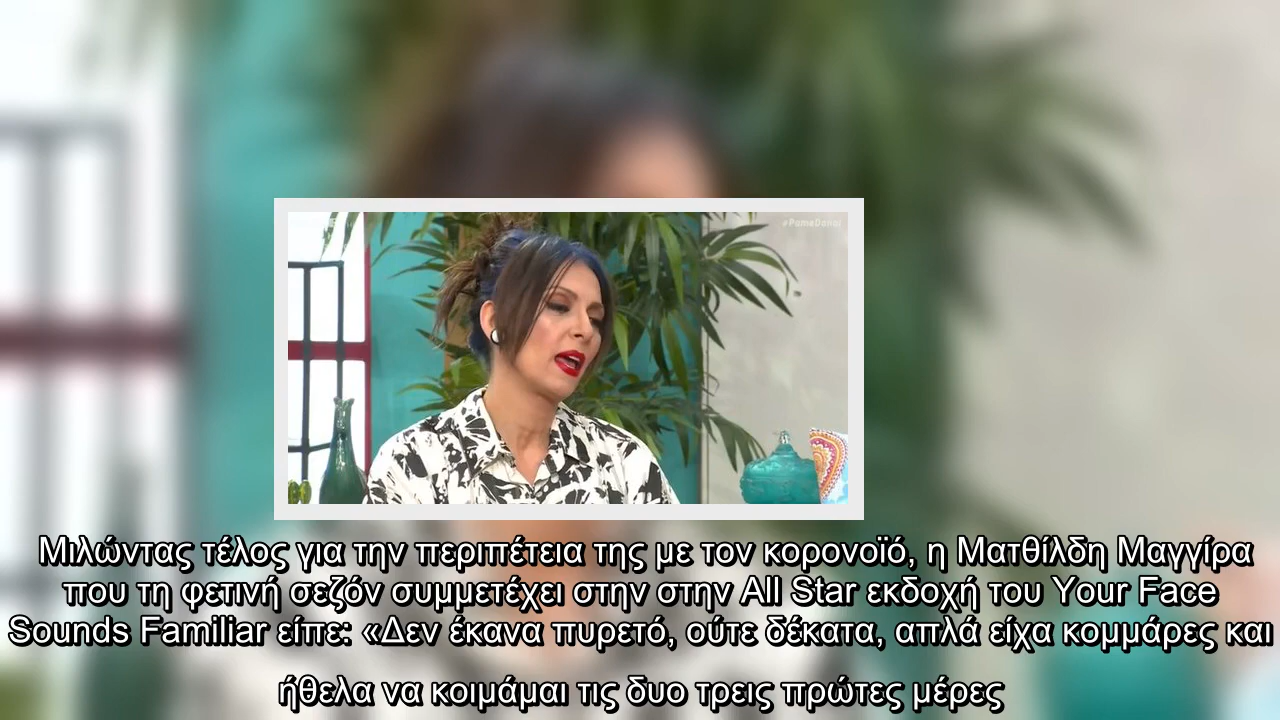 #PameDanai
Μιλώντας τέλος για την περιπέτεια της με τον κορονοϊό, η Ματθίλδη Μαγγίρα
που τη φετινή σεζόν συμμετέχει στην στην All Star εκδοχή του Your Face
Sounds Familiar είπε: «Δεν έκανα πυρετό, ούτε δέκατα, απλά είχα κομμάρες και
ήθελα να κοιμάμαι τις δυο τρεις πρώτες μέρες